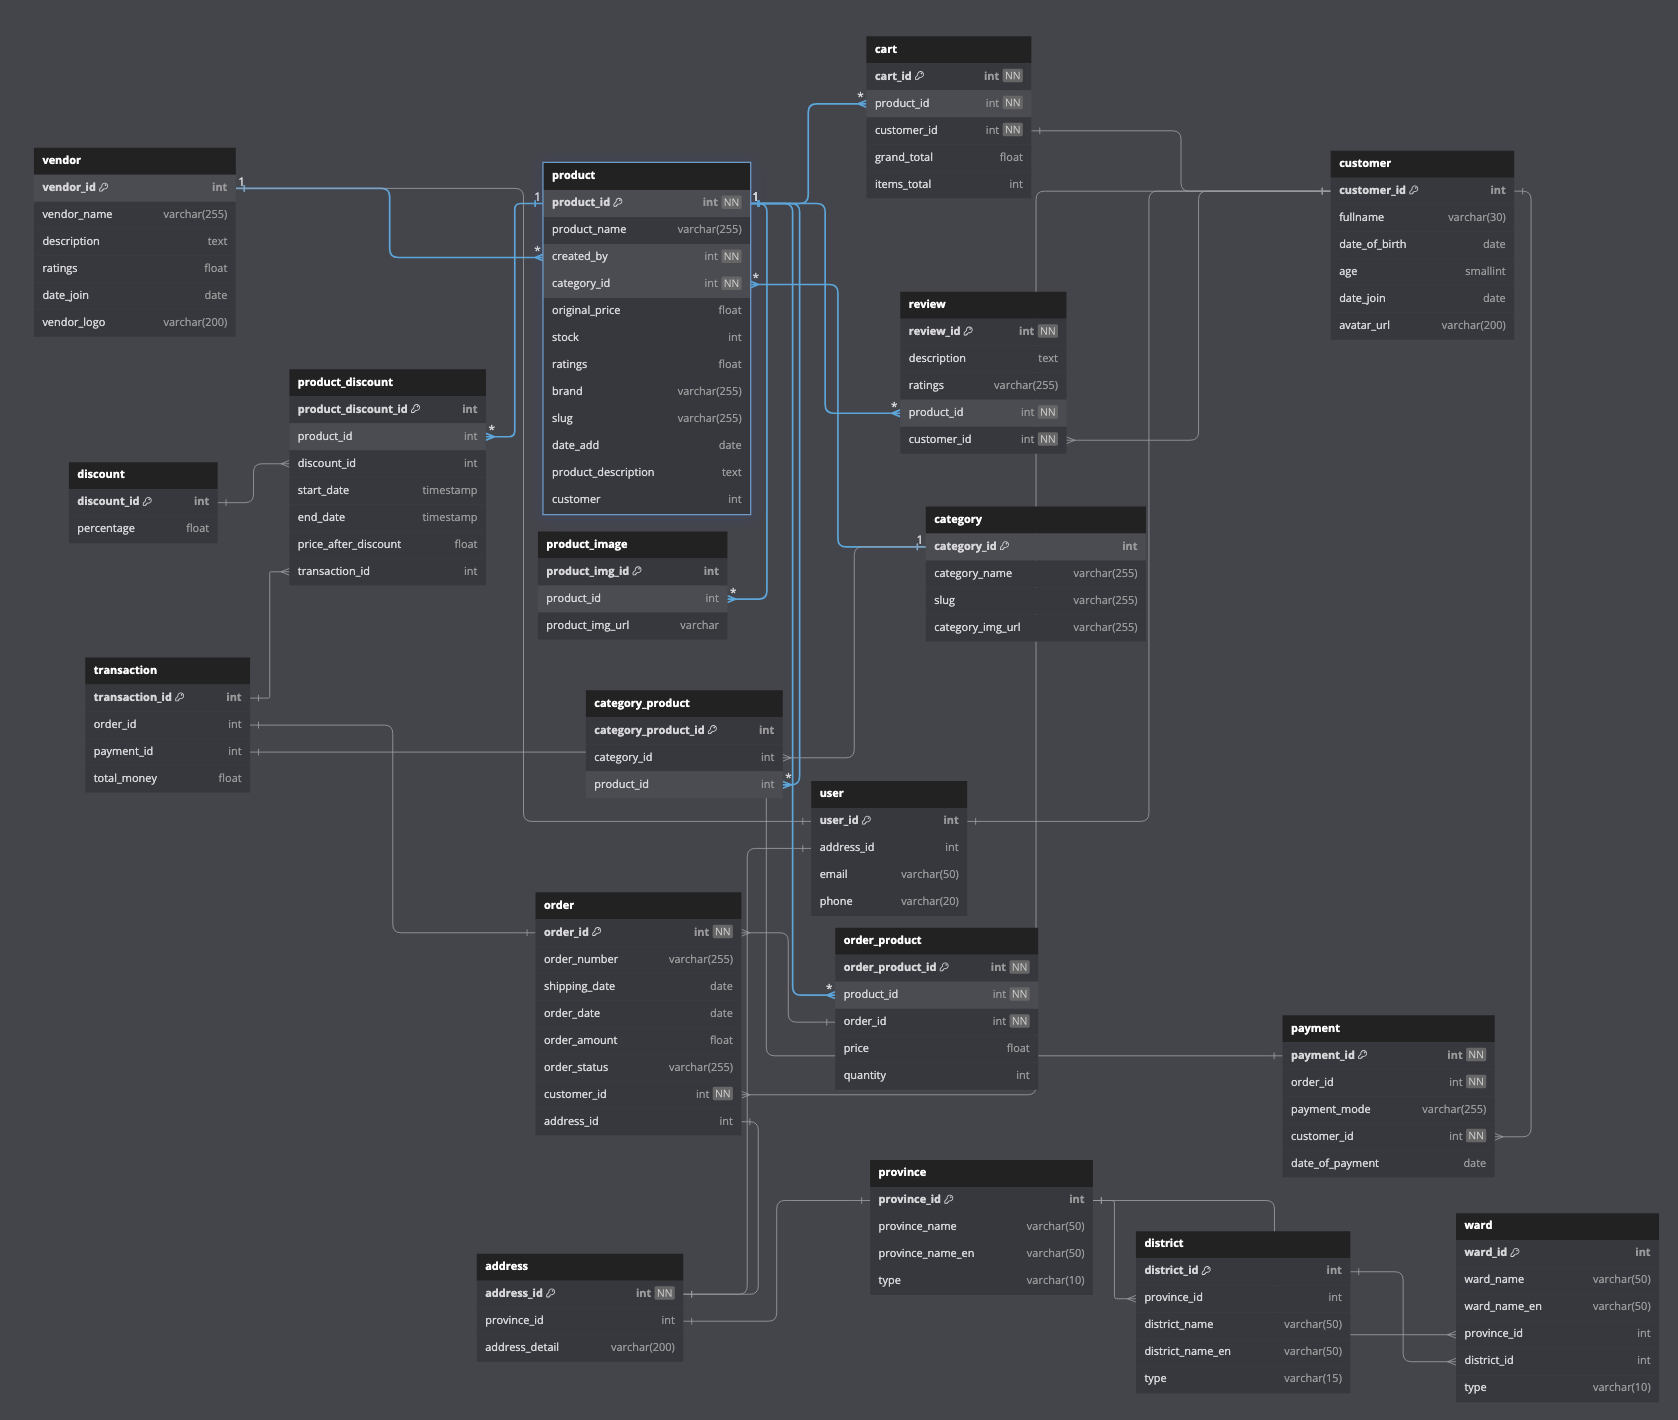 cart
cart_id int NN
product_id int NN
customer_id int NN
grand_total float
items_total int
vendor
vendor_id int
vendor_name varchar(255)
description text
ratings float
date_join date
vendor_logo varchar(200)
product
product_id int NN
product_name varchar(255)
created_by int NN
category_id int NN
original_price float
stock int
ratings float
brand varchar(255)
slug varchar(255)
date_add date
product_description text
customer int
customer
customer_id int
fullname varchar(30)
date_of_birth date
age smallint
date_join date
avatar_url varchar(200)
review
review_id int NN
description text
ratings varchar(255)
product_id int NN
customer_id int NN
product_discount
product_discount_id int
product_id int
discount_id int
start_date timestamp
end_date timestamp
price_after_discount float
transaction_id int
discount
discount_id int
percentage float
product_image
product_img_id int
product_id int
product_img_url varchar
category
category_id int
category_name varchar(255)
slug varchar(255)
category_img_url varchar(255)
transaction
transaction_id int
order_id int
payment_id int
total_money float
category_product
category_product_id int
category_id int
product_id int
user
user_id int
address_id int
email varchar(50)
phone varchar(20)
order
order_id int NN
order_number varchar(255)
shipping_date date
order_date date
order_amount float
order_status varchar(255)
customer_id int NN
address_id int
order_product
order_product_id int NN
product_id int NN
order_id int NN
price float
quantity int
payment
payment_id int NN
order_id int NN
payment_mode varchar(255)
customer_id int NN
date_of_payment date
province
province_id int
province_name varchar(50)
province_name_en varchar(50)
type varchar(10)
district
district_id int
province_id int
district_name varchar(50)
district_name_en varchar(50)
type varchar(15)
ward
ward_id int
ward_name varchar(50)
ward_name_en varchar(50)
province_id int
district_id int
type varchar(10)
address
address_id int NN
province_id int
address_detail varchar(200)
1
1
1
1
*
*
*
*
*
*
*
*